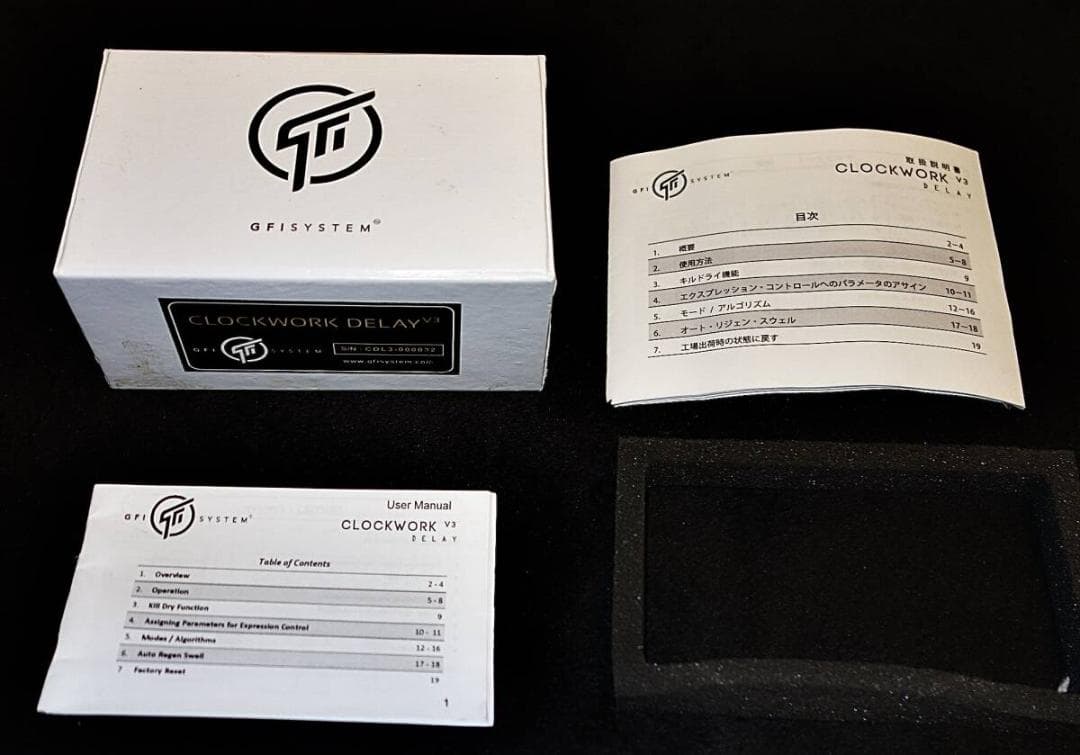 GFI
GFISYSTEM
CLOCKWORK DELAY V3
GFI SYSTEM
S/N : CDL3-000032
www.gfisystem.com
GFI SYSTEM
取扱説明書
CLOCKWORK V3
DELAY
目次
1. 概要 2−4
2. 使用方法 5−8
3. キルドライ機能 9
4. エクスプレッション・コントロールへのパラメータのアサイン 10−11
5. モード / アルゴリズム 12−16
6. オート・リジェン・スウェル 17−18
7. 工場出荷時の状態に戻す 19
GFI SYSTEM
User Manual
CLOCKWORK V3
DELAY
Table of Contents
1. Overview 2 - 4
2. Operation 5 - 8
3. Kill Dry Function 9
4. Assigning Parameters for Expression Control 10 - 11
5. Modes / Algorithms 12 - 16
6. Auto Regen Swell 17 - 18
7 Factory Reset 19
1